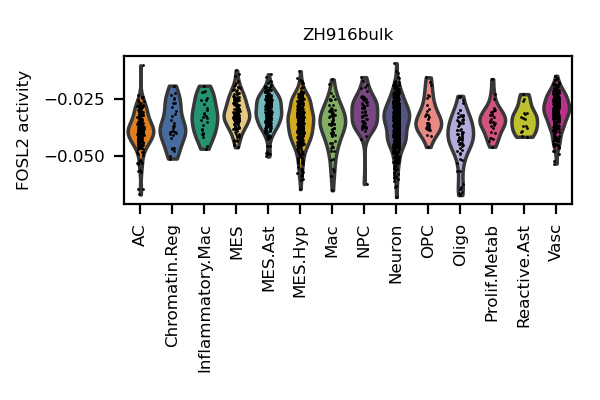 ZH916bulk
FOSL2 activity
−0.025
−0.050
AC
Chromatin.Reg
Inflammatory.Mac
MES
MES.Ast
MES.Hyp
Mac
NPC
Neuron
OPC
Oligo
Prolif.Metab
Reactive.Ast
Vasc